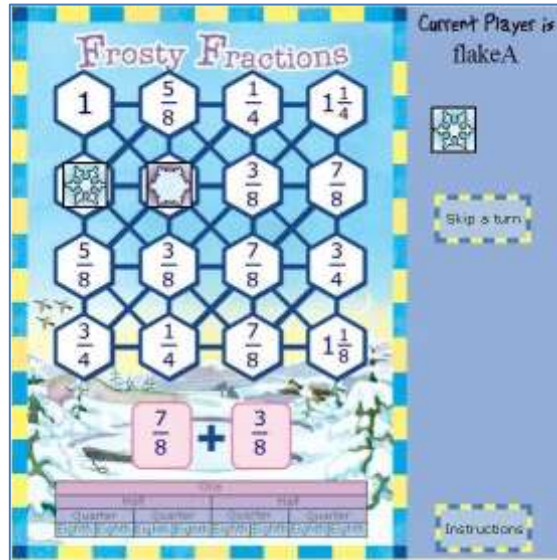 Current Player is
flakeA
Frosty Fractions
1 5/8 1/4 1 1/4
3/8 7/8
5/8 3/8 7/8 3/4
3/4 1/4 7/8 1 1/8
Skip a turn
7/8 + 3/8
One
Half Half
Quarter Quarter Quarter Quarter
Eighth Eighth Eighth Eighth Eighth Eighth Eighth Eighth
Instructions